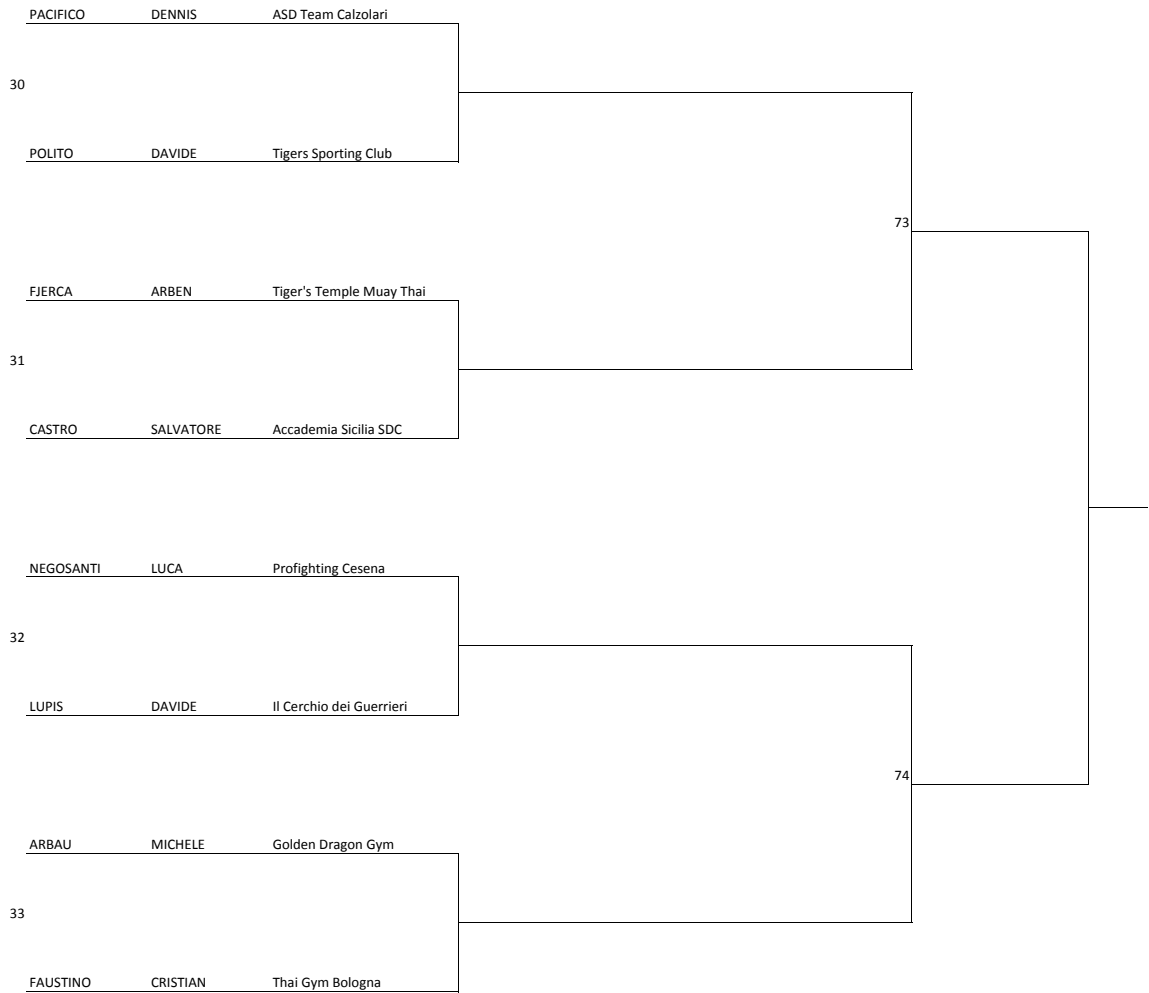 PACIFICO DENNIS ASD Team Calzolari
30
POLITO DAVIDE Tigers Sporting Club
73
FJERCA ARBEN Tiger's Temple Muay Thai
31
CASTRO SALVATORE Accademia Sicilia SDC
NEGOSANTI LUCA Profighting Cesena
32
LUPIS DAVIDE Il Cerchio dei Guerrieri
74
ARBAU MICHELE Golden Dragon Gym
33
FAUSTINO CRISTIAN Thai Gym Bologna